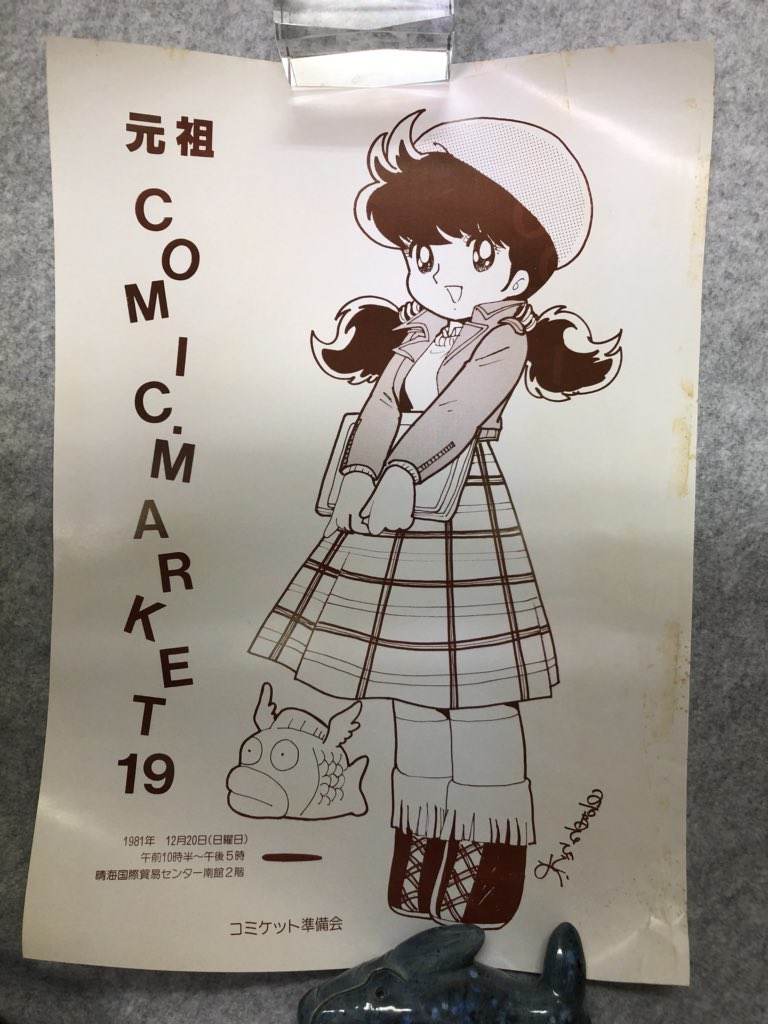 元祖
COMIC.MARKET
19
1981年 12月20日(日曜日)
午前10時半〜午後5時
晴海国際貿易センター南館2階
コミケット準備会